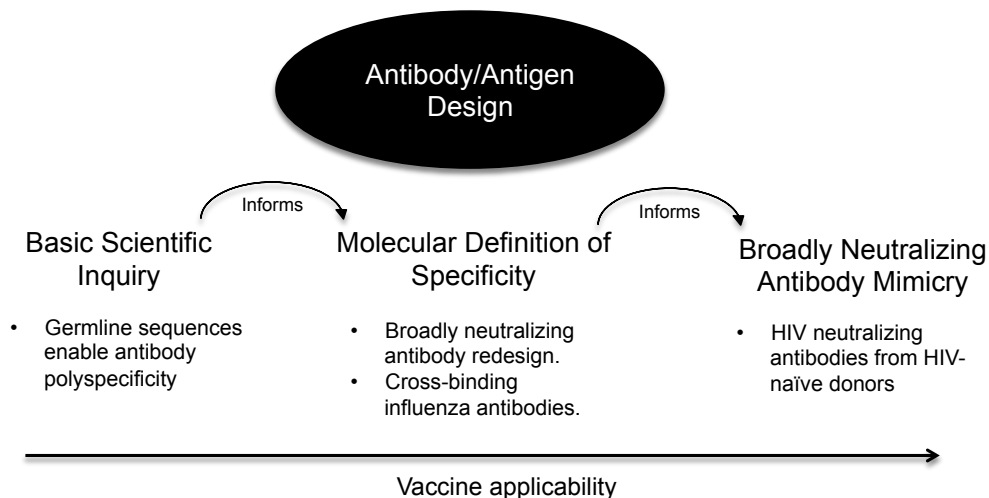 Antibody/Antigen
Design
Informs
Informs
Basic Scientific
Inquiry
• Germline sequences
enable antibody
polyspecificity
Molecular Definition of
Specificity
• Broadly neutralizing
antibody redesign.
• Cross-binding
influenza antibodies.
Broadly Neutralizing
Antibody Mimicry
• HIV neutralizing
antibodies from HIV-
naïve donors
Vaccine applicability